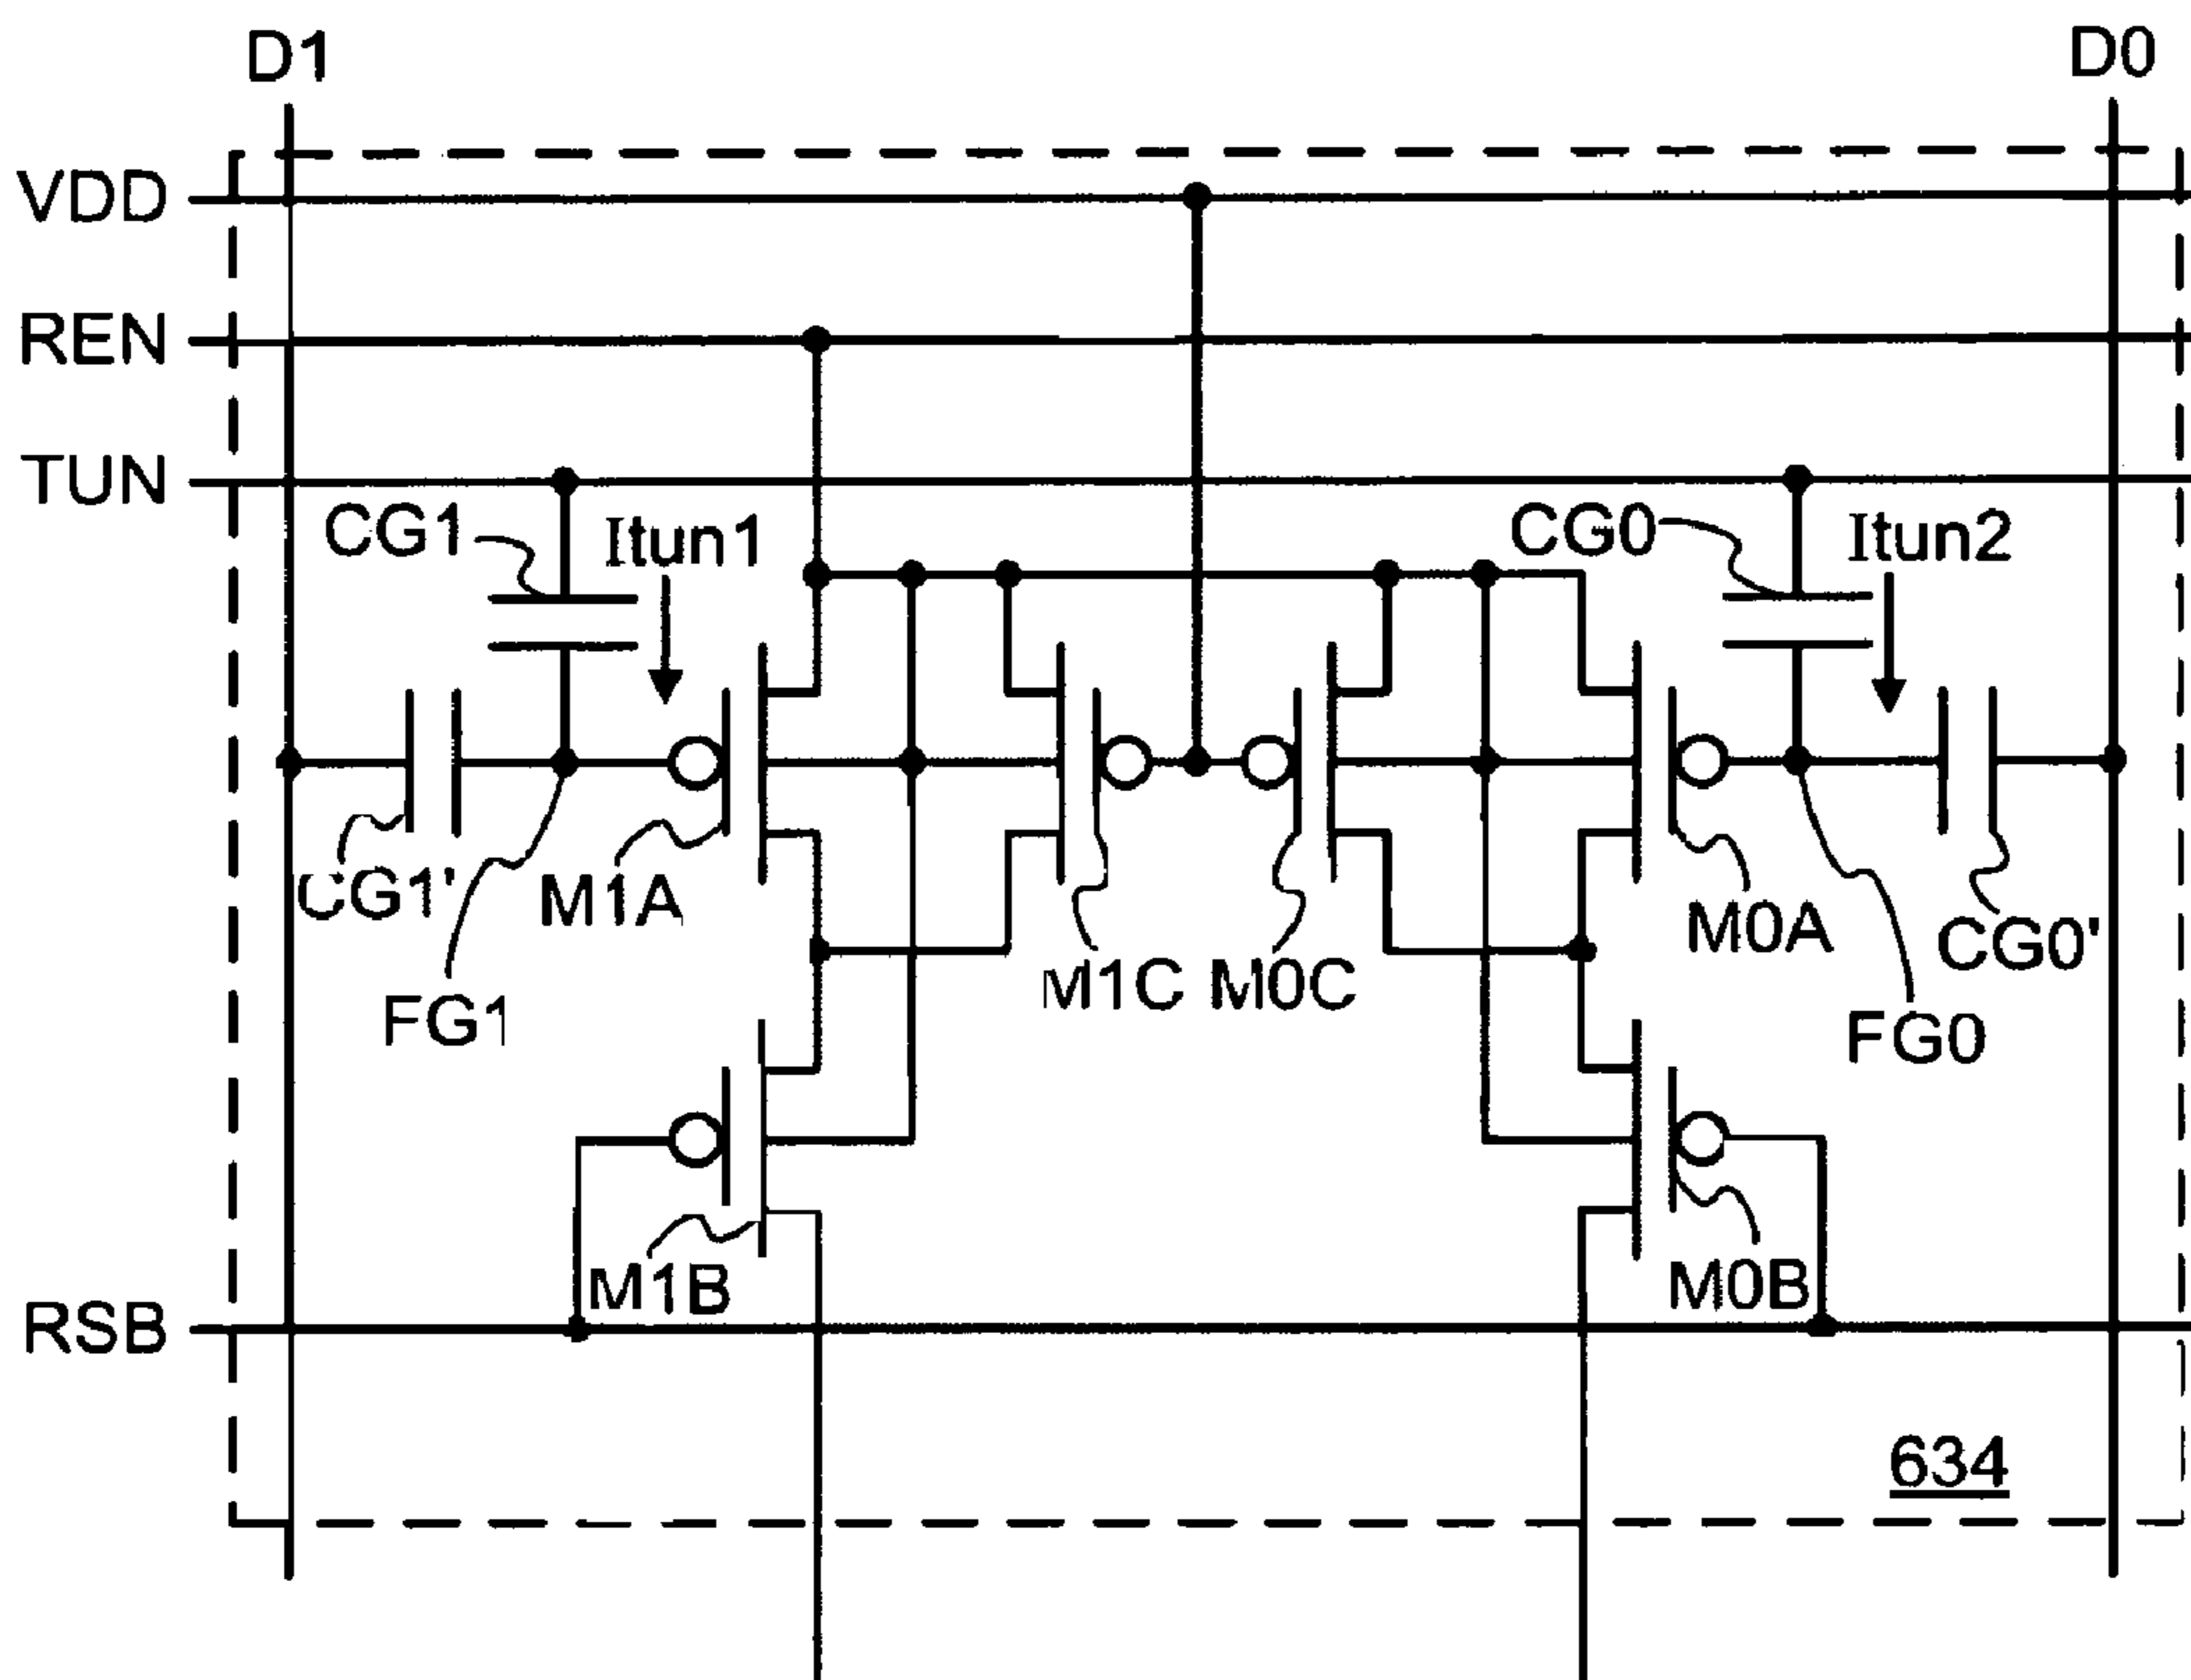 D1
D0
VDD
REN
TUN
CG1
Itun1
CG0
Itun2
CG1'
M1A
M1C
M0C
M0A
CG0'
FG1
FG0
M1B
M0B
RSB
634